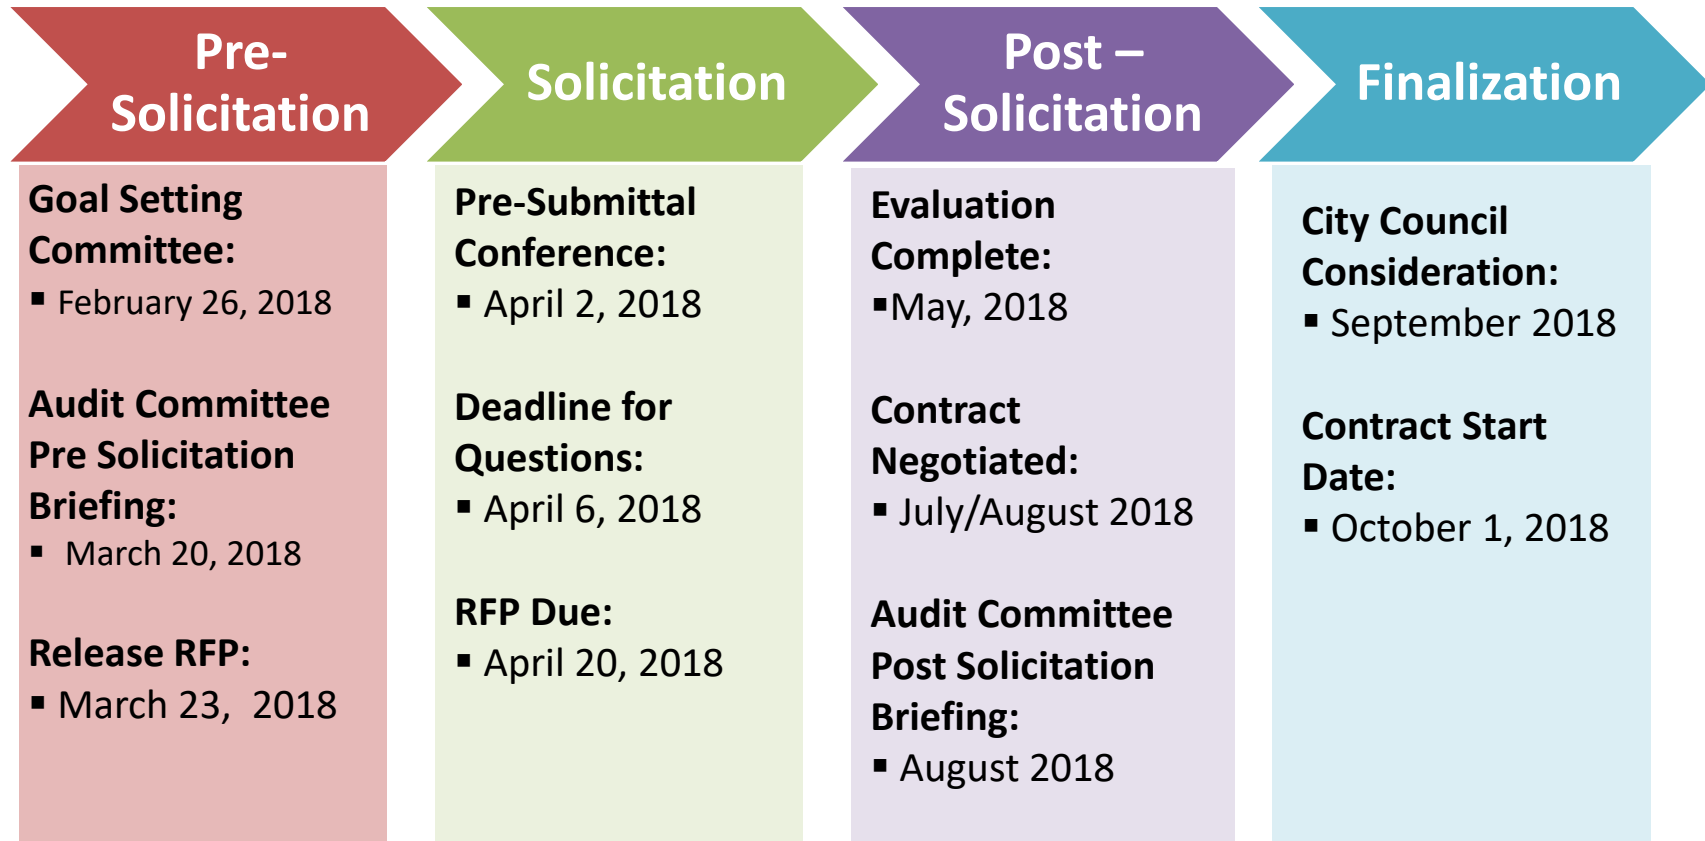 Pre-
Solicitation
Goal Setting
Committee:
▪ February 26, 2018
Audit Committee
Pre Solicitation
Briefing:
▪ March 20, 2018
Release RFP:
▪ March 23,  2018
Solicitation
Pre-Submittal
Conference:
▪ April 2, 2018
Deadline for
Questions:
▪ April 6, 2018
RFP Due:
▪ April 20, 2018
Post –
Solicitation
Evaluation
Complete:
▪May, 2018
Contract
Negotiated:
▪ July/August 2018
Audit Committee
Post Solicitation
Briefing:
▪ August 2018
Finalization
City Council
Consideration:
▪ September 2018
Contract Start
Date:
▪ October 1, 2018